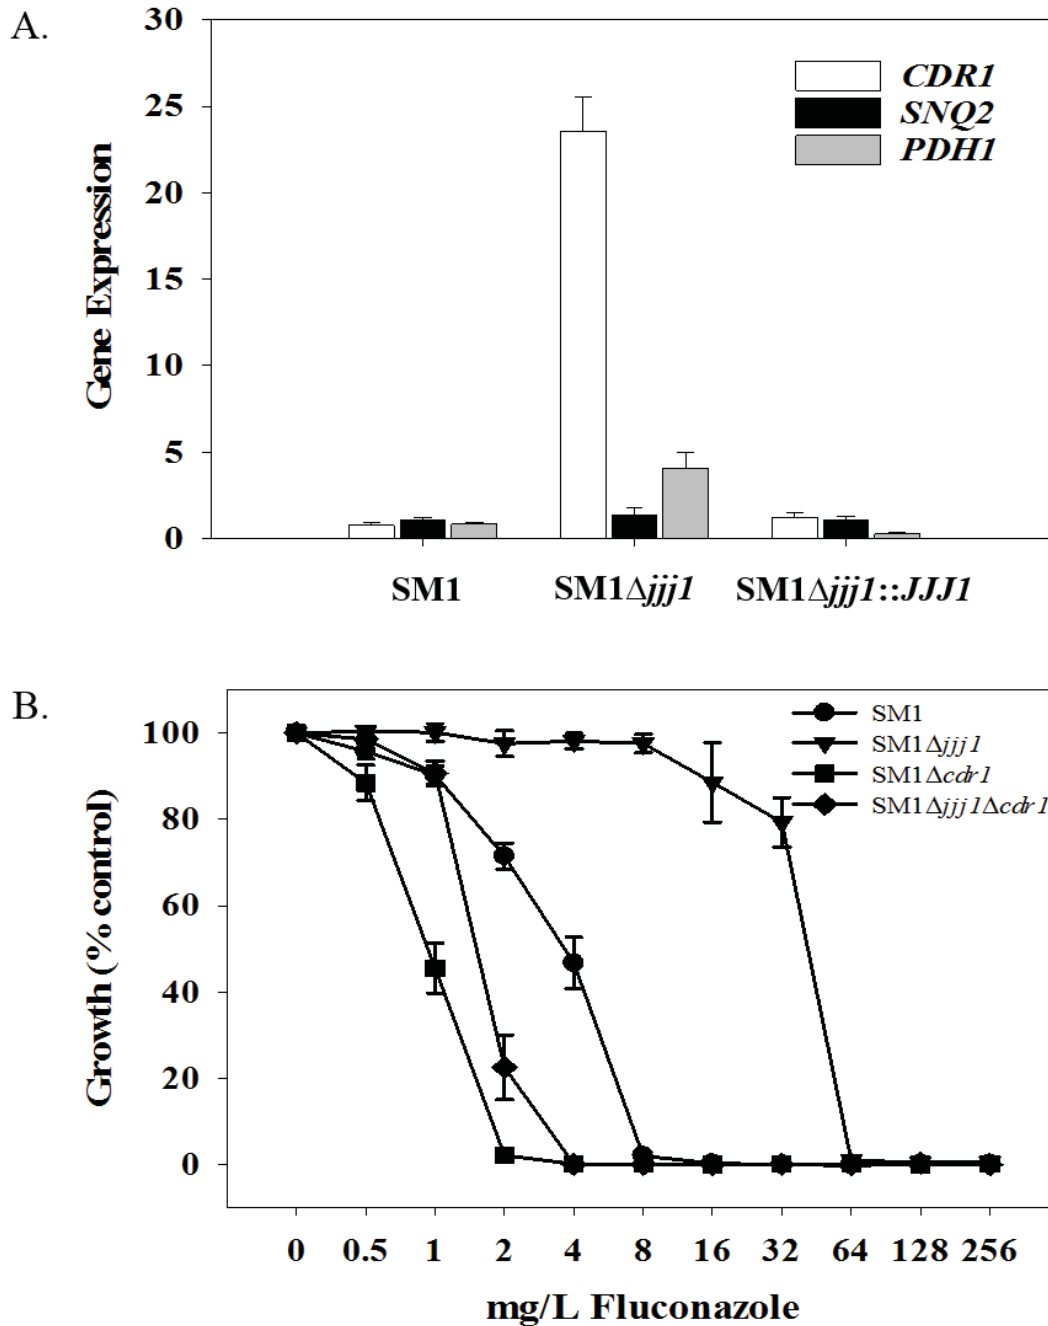 A.
30
25
20
15
10
5
0
Gene Expression
CDR1
SNQ2
PDH1
SM1
SM1Δjjj1
SM1Δjjj1::JJJ1
B.
100
80
60
40
20
0
Growth (% control)
SM1
SM1Δjjj1
SM1Δcdr1
SM1Δjjj1Δcdr1
0 0.5 1 2 4 8 16 32 64 128 256
mg/L Fluconazole